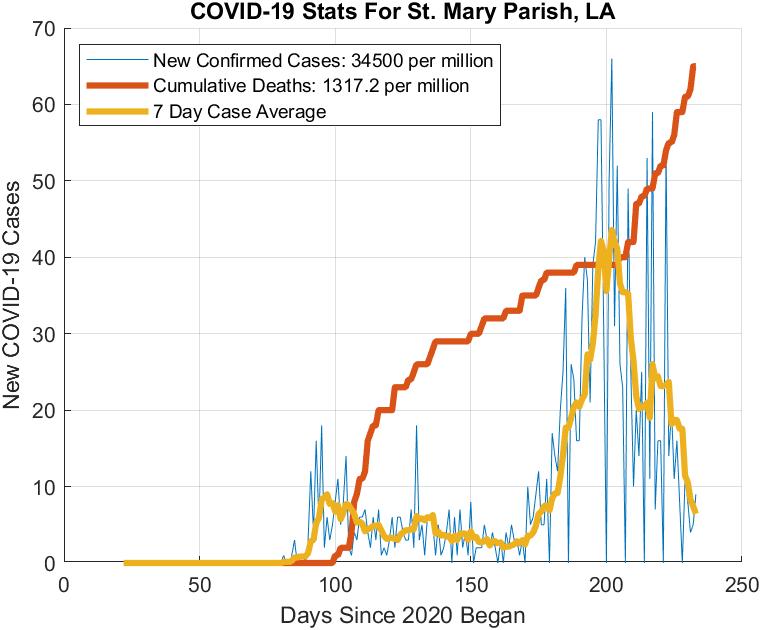 COVID-19 Stats For St. Mary Parish, LA
New Confirmed Cases: 34500 per million
Cumulative Deaths: 1317.2 per million
7 Day Case Average
New COVID-19 Cases
70
60
50
40
30
20
10
0
0 50 100 150 200 250
Days Since 2020 Began